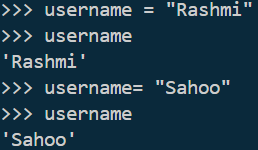 >>> username = "Rashmi"
>>> username
'Rashmi'
>>> username= "Sahoo"
>>> username
'Sahoo'